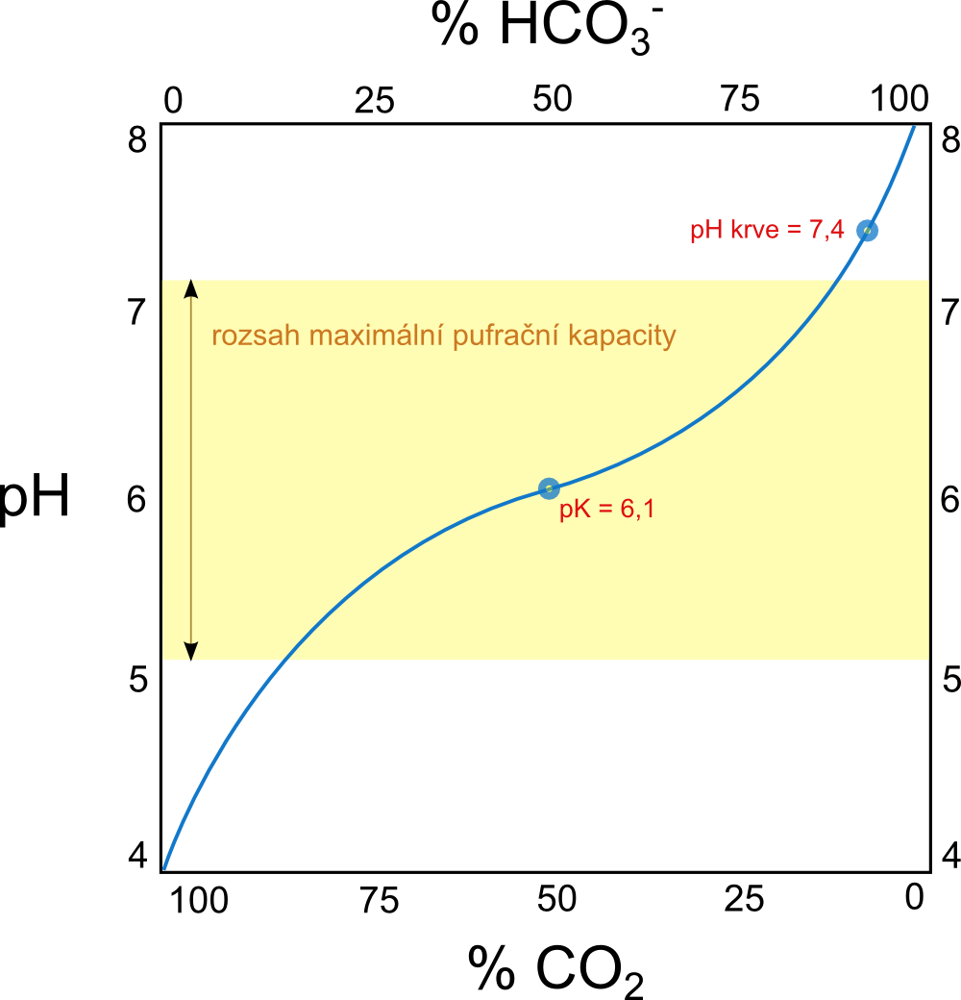 % HCO₃⁻
0 25 50 75 100
8 8
pH krve = 7,4
7 7
rozsah maximální pufrační kapacity
pH
6 6
pK = 6,1
5 5
4 4
100 75 50 25 0
% CO₂